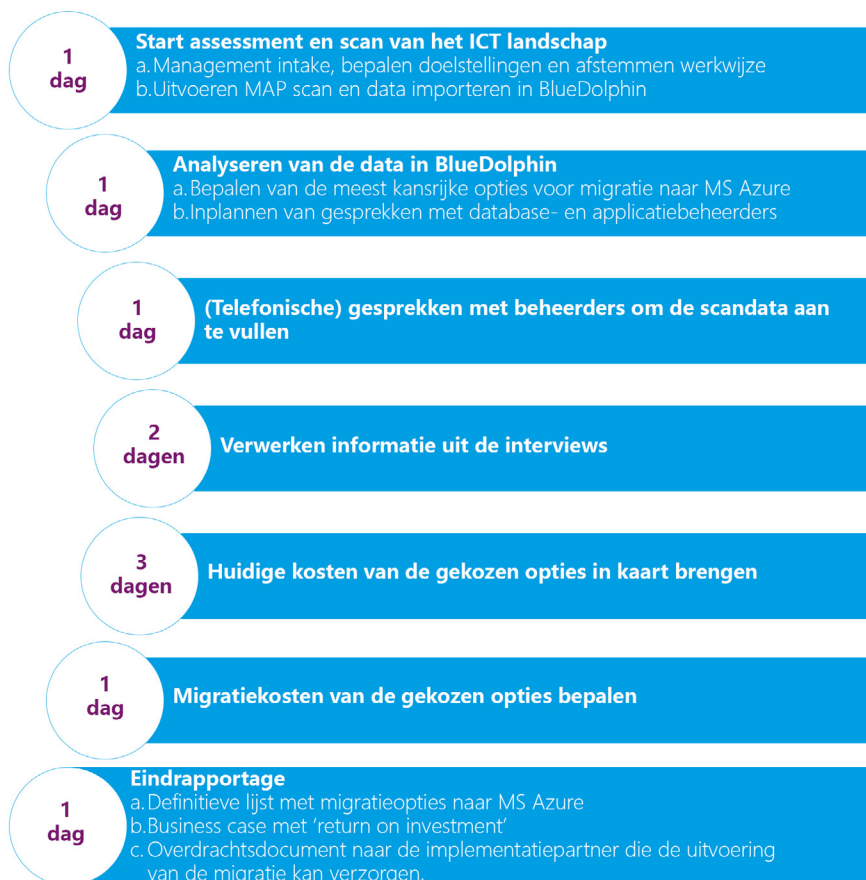 1
dag
Start assessment en scan van het ICT landschap
a. Management intake, bepalen doelstellingen en afstemmen werkwijze
b. Uitvoeren MAP scan en data importeren in BlueDolphin
1
dag
Analyseren van de data in BlueDolphin
a. Bepalen van de meest kansrijke opties voor migratie naar MS Azure
b. Inplannen van gesprekken met database- en applicatiebeheerders
1
dag
(Telefonische) gesprekken met beheerders om de scandata aan
te vullen
2
dagen
Verwerken informatie uit de interviews
3
dagen
Huidige kosten van de gekozen opties in kaart brengen
1
dag
Migratiekosten van de gekozen opties bepalen
1
dag
Eindrapportage
a. Definitieve lijst met migratieopties naar MS Azure
b. Business case met ‘return on investment’
c. Overdrachtsdocument naar de implementatiepartner die de uitvoering
van de migratie kan verzorgen.